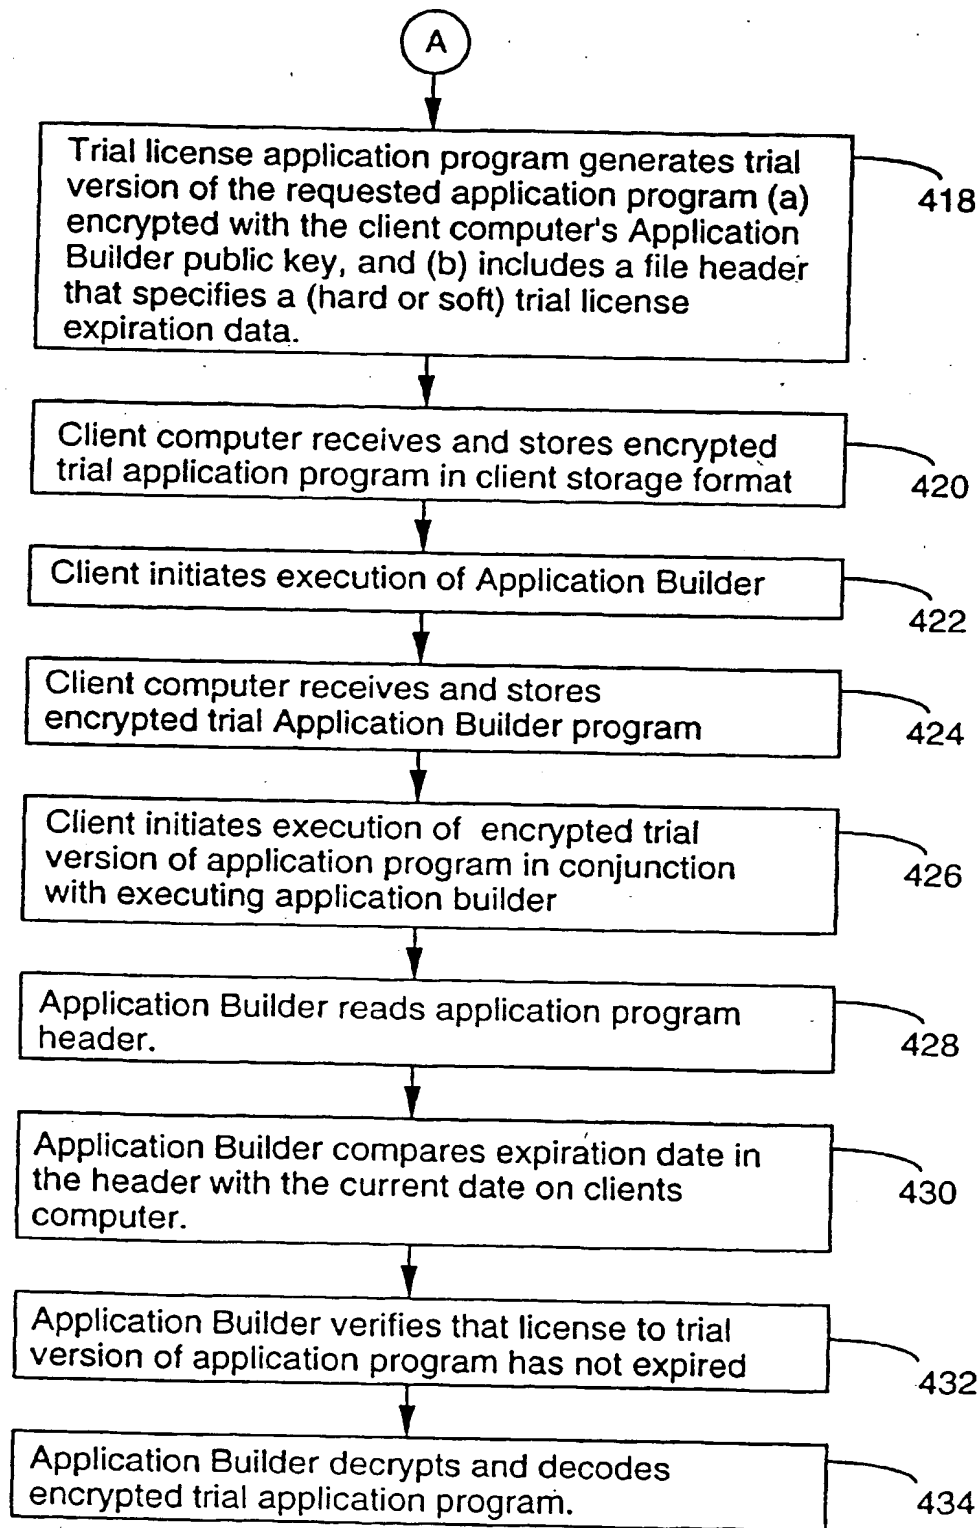 A
Trial license application program generates trial
version of the requested application program (a)
encrypted with the client computer's Application
Builder public key, and (b) includes a file header
that specifies a (hard or soft) trial license
expiration data.
418
Client computer receives and stores encrypted
trial application program in client storage format
420
Client initiates execution of Application Builder
422
Client computer receives and stores
encrypted trial Application Builder program
424
Client initiates execution of encrypted trial
version of application program in conjunction
with executing application builder
426
Application Builder reads application program
header.
428
Application Builder compares expiration date in
the header with the current date on clients
computer.
430
Application Builder verifies that license to trial
version of application program has not expired
432
Application Builder decrypts and decodes
encrypted trial application program.
434